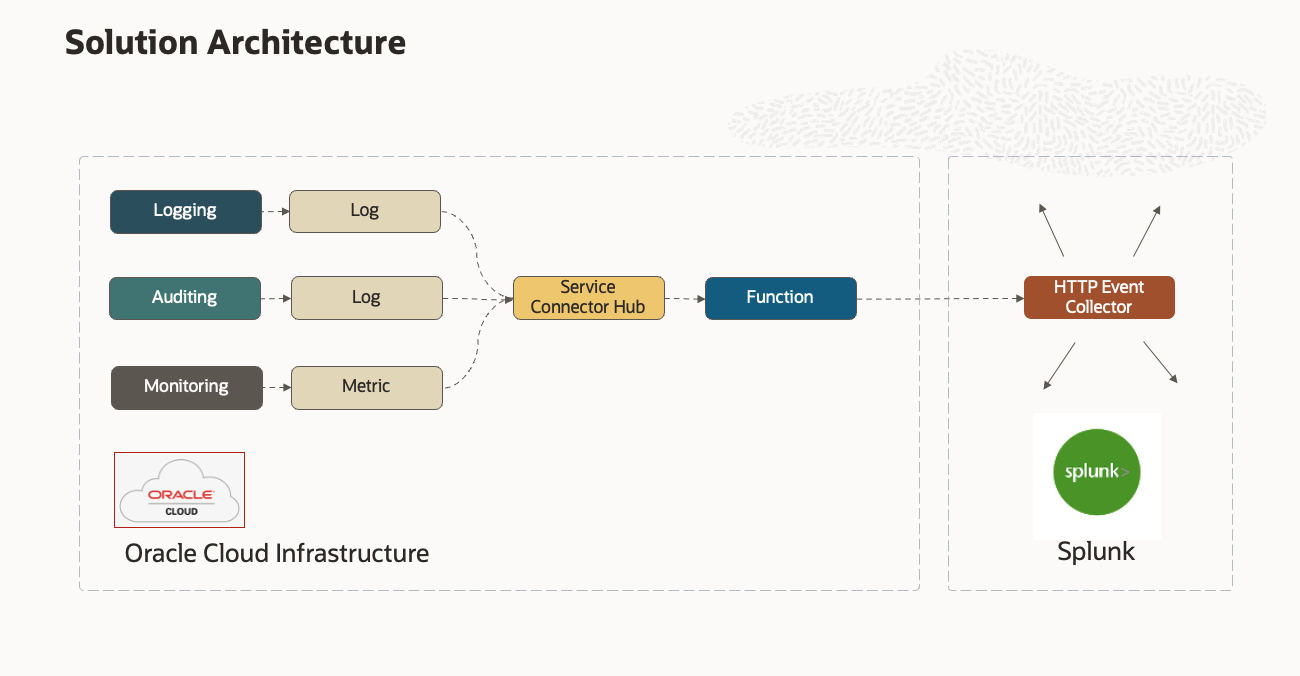 Solution Architecture
Logging
Log
Auditing
Log
Service
Connector Hub
Function
HTTP Event
Collector
Monitoring
Metric
ORACLE
CLOUD
Oracle Cloud Infrastructure
splunk>
Splunk